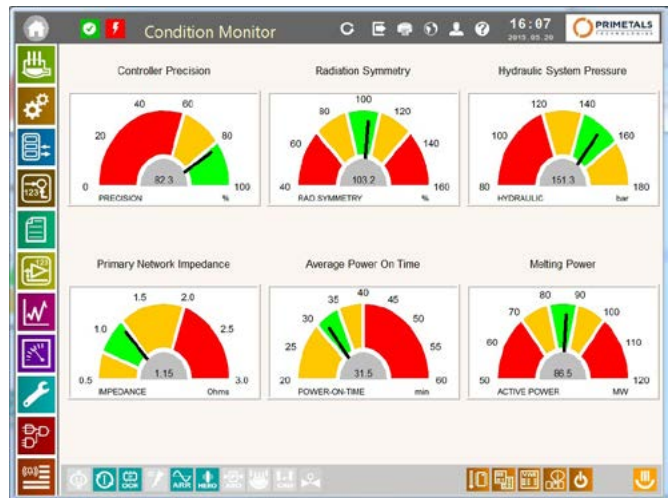 Condition Monitor
16:07
2015.05.20
PRIMETALS
TECHNOLOGIES
Controller Precision
Radiation Symmetry
Hydraulic System Pressure
0 20 40 60 80 100
82.3
PRECISION %
40 60 80 100 120 140 160
103.2
RAD SYMMETRY %
80 100 120 140 160 180
151.3
HYDRAULIC bar
Primary Network Impedance
Average Power On Time
Melting Power
0.5 1.0 1.5 2.0 2.5 3.0
1.15
IMPEDANCE Ohms
20 25 30 35 40 45 50 55 60
31.5
POWER-ON-TIME min
50 60 70 80 90 100 110 120
86.5
ACTIVE POWER MW
123
123
ARR
HERO